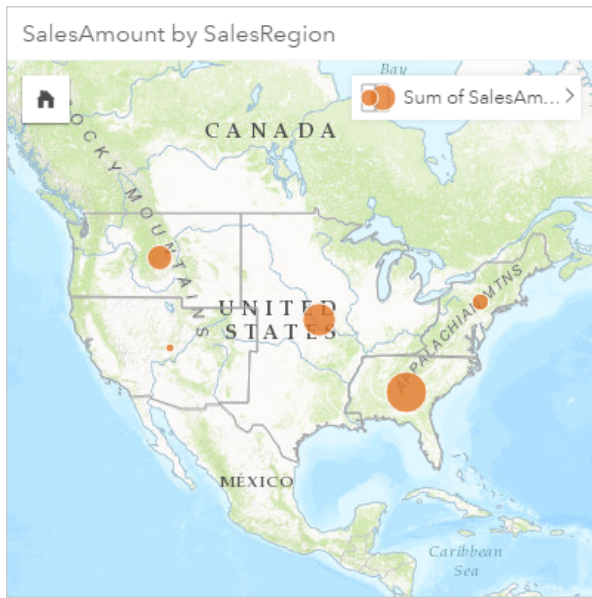 SalesAmount by SalesRegion
Bay
Sum of SalesAm...
CANADA
ROCKY MOUNTAINS
UNITED
STATES
APPALACHIAN MTNS
MÉXICO
Caribbean
Sea